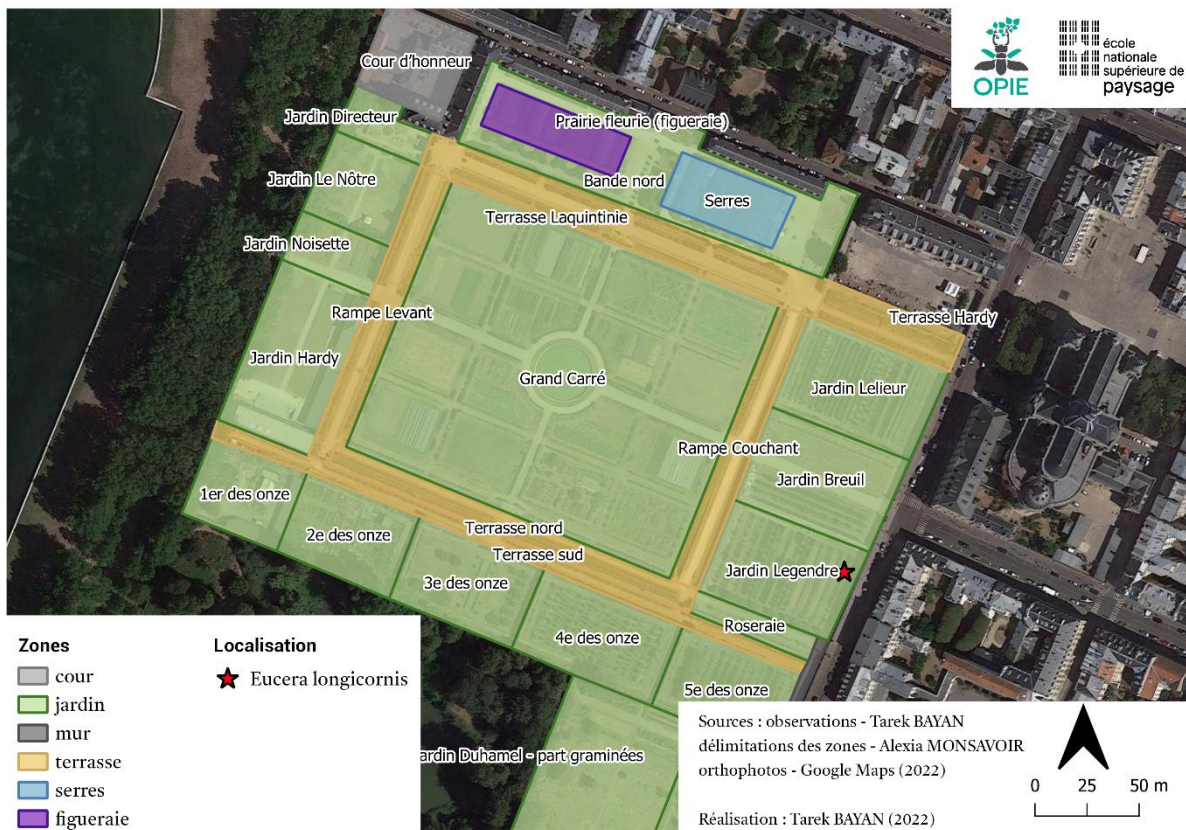 OPIE
école
nationale
supérieure de
paysage
Cour d'honneur
Jardin Directeur
Prairie fleurie (figueraie)
Jardin Le Nôtre
Bande nord
Serres
Terrasse Laquintinie
Jardin Noisette
Rampe Levant
Terrasse Hardy
Jardin Hardy
Grand Carré
Jardin Lelieur
Rampe Couchant
Jardin Breuil
1er des onze
2e des onze
Terrasse nord
Terrasse sud
3e des onze
Jardin Legendre
Roseraie
4e des onze
5e des onze
ardin Duhamel - part graminées
Zones
cour
jardin
mur
terrasse
serres
figueraie
Localisation
Eucera longicornis
Sources : observations - Tarek BAYAN
délimitations des zones - Alexia MONSAVOIR
orthophotos - Google Maps (2022)
Réalisation : Tarek BAYAN (2022)
0 25 50 m